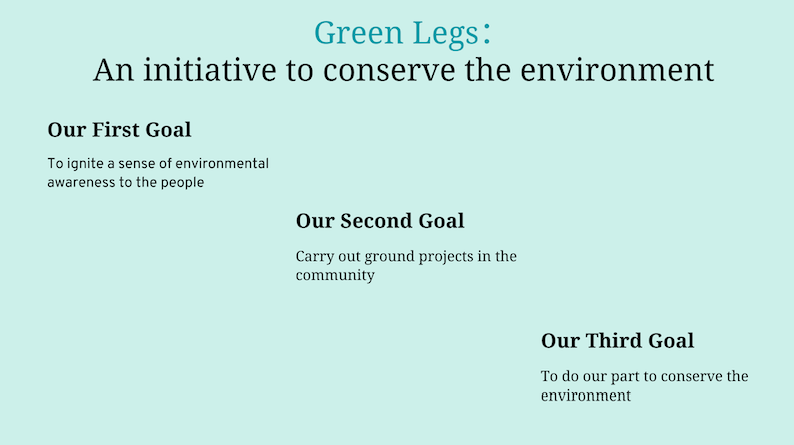 Green Legs:
An initiative to conserve the environment
Our First Goal
To ignite a sense of environmental
awareness to the people
Our Second Goal
Carry out ground projects in the
community
Our Third Goal
To do our part to conserve the
environment